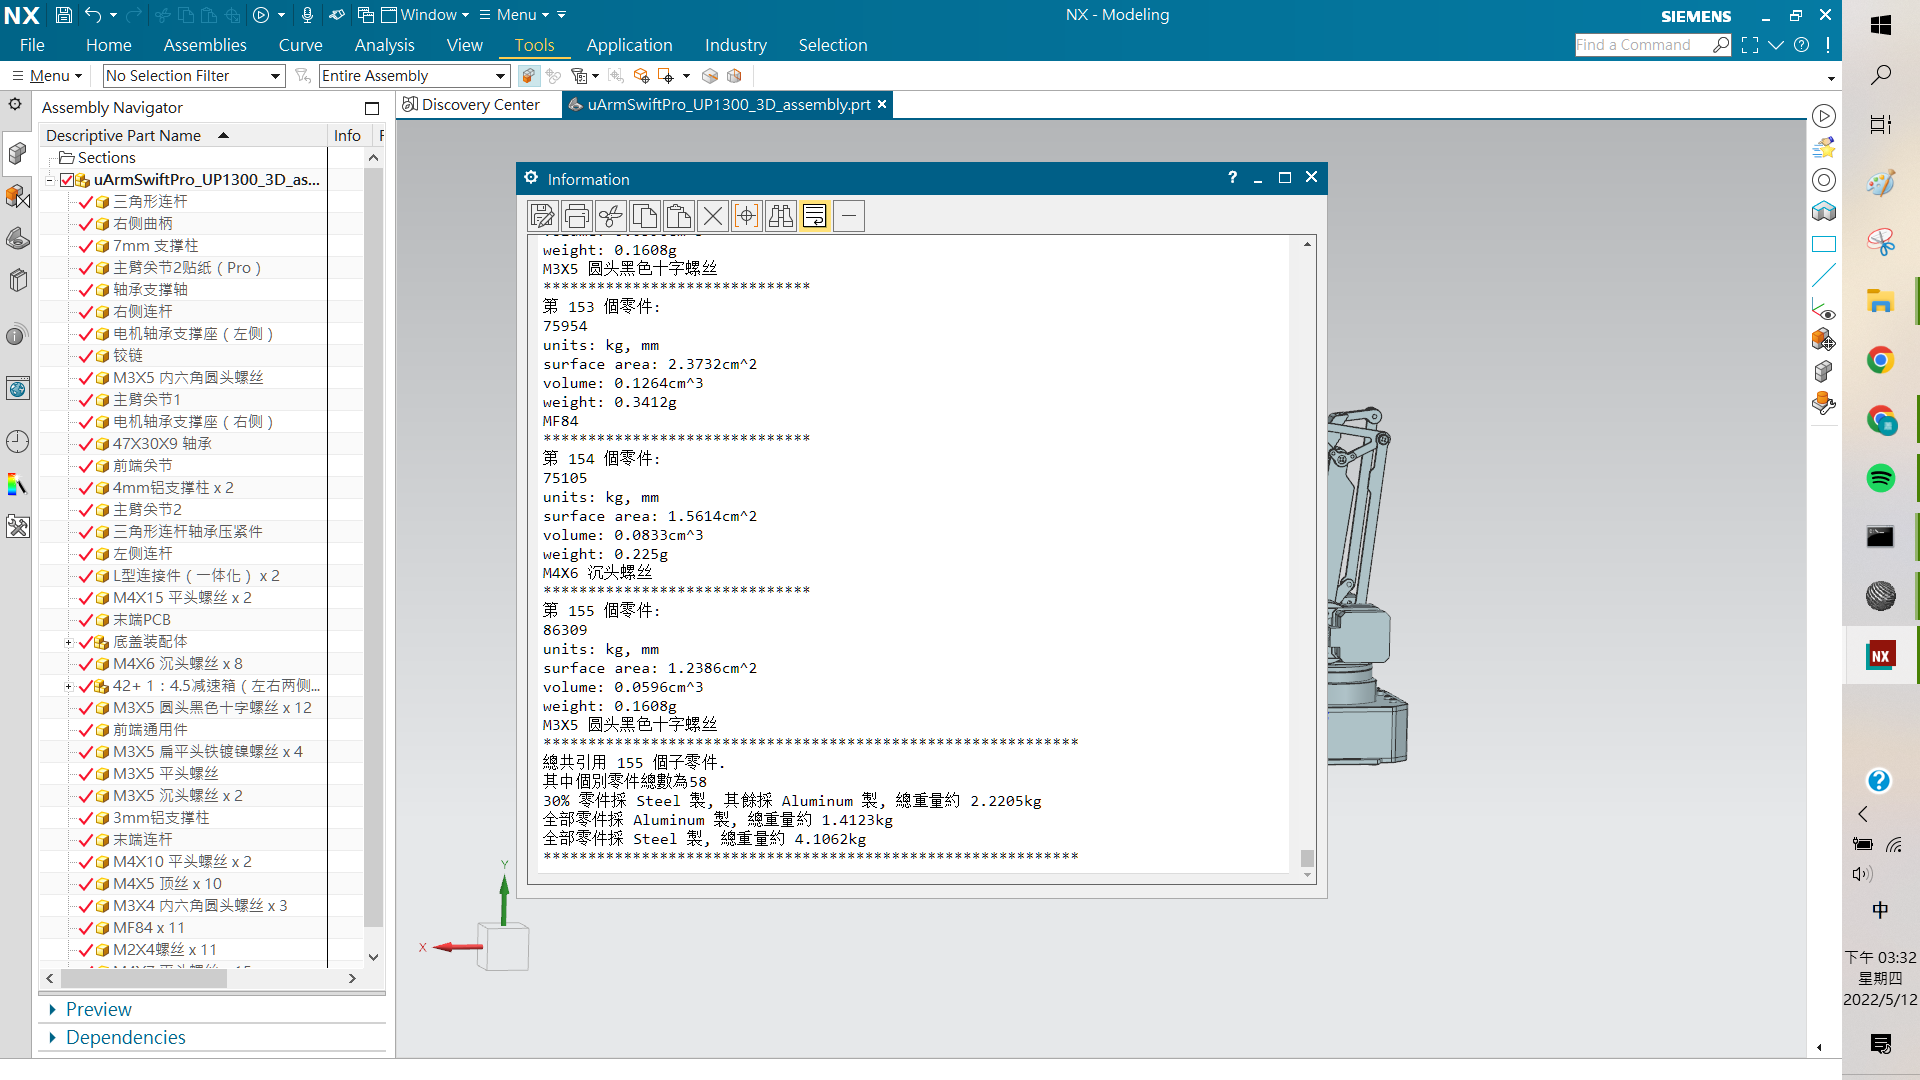 NX
Window
Menu
NX - Modeling
SIEMENS
File
Home
Assemblies
Curve
Analysis
View
Tools
Application
Industry
Selection
Find a Command
Menu
No Selection Filter
Entire Assembly
Assembly Navigator
Descriptive Part Name
Info
F
Sections
uArmSwiftPro_UP1300_3D_as...
三角形连杆
右侧曲柄
7mm 支撑柱
主臂关节2贴纸（Pro）
轴承支撑轴
右侧连杆
电机轴承支撑座（左侧）
铰链
M3X5 内六角圆头螺丝
主臂关节1
电机轴承支撑座（右侧）
47X30X9 轴承
前端关节
4mm铝支撑柱 x 2
主臂关节2
三角形连杆轴承压紧件
左侧连杆
L型连接件（一体化） x 2
M4X15 平头螺丝 x 2
末端PCB
底盖装配体
M4X6 沉头螺丝 x 8
42+ 1：4.5减速箱（左右两侧...
M3X5 圆头黑色十字螺丝 x 12
前端通用件
M3X5 扁平头铁镀镍螺丝 x 4
M3X5 平头螺丝
M3X5 沉头螺丝 x 2
3mm铝支撑柱
末端连杆
M4X10 平头螺丝 x 2
M4X5 顶丝 x 10
M3X4 内六角圆头螺丝 x 3
MF84 x 11
M2X4螺丝 x 11
Preview
Dependencies
Discovery Center
uArmSwiftPro_UP1300_3D_assembly.prt
Information
weight: 0.1608g
M3X5 圆头黑色十字螺丝
******************************
第 153 個零件:
75954
units: kg, mm
surface area: 2.3732cm^2
volume: 0.1264cm^3
weight: 0.3412g
MF84
******************************
第 154 個零件:
75105
units: kg, mm
surface area: 1.5614cm^2
volume: 0.0833cm^3
weight: 0.225g
M4X6 沉头螺丝
******************************
第 155 個零件:
86309
units: kg, mm
surface area: 1.2386cm^2
volume: 0.0596cm^3
weight: 0.1608g
M3X5 圆头黑色十字螺丝
************************************************************
總共引用 155 個子零件.
其中個別零件總數為58
30% 零件採 Steel 製, 其餘採 Aluminum 製, 總重量約 2.2205kg
全部零件採 Aluminum 製, 總重量約 1.4123kg
全部零件採 Steel 製, 總重量約 4.1062kg
************************************************************
Y
X
NX
中
下午 03:32
星期四
2022/5/12